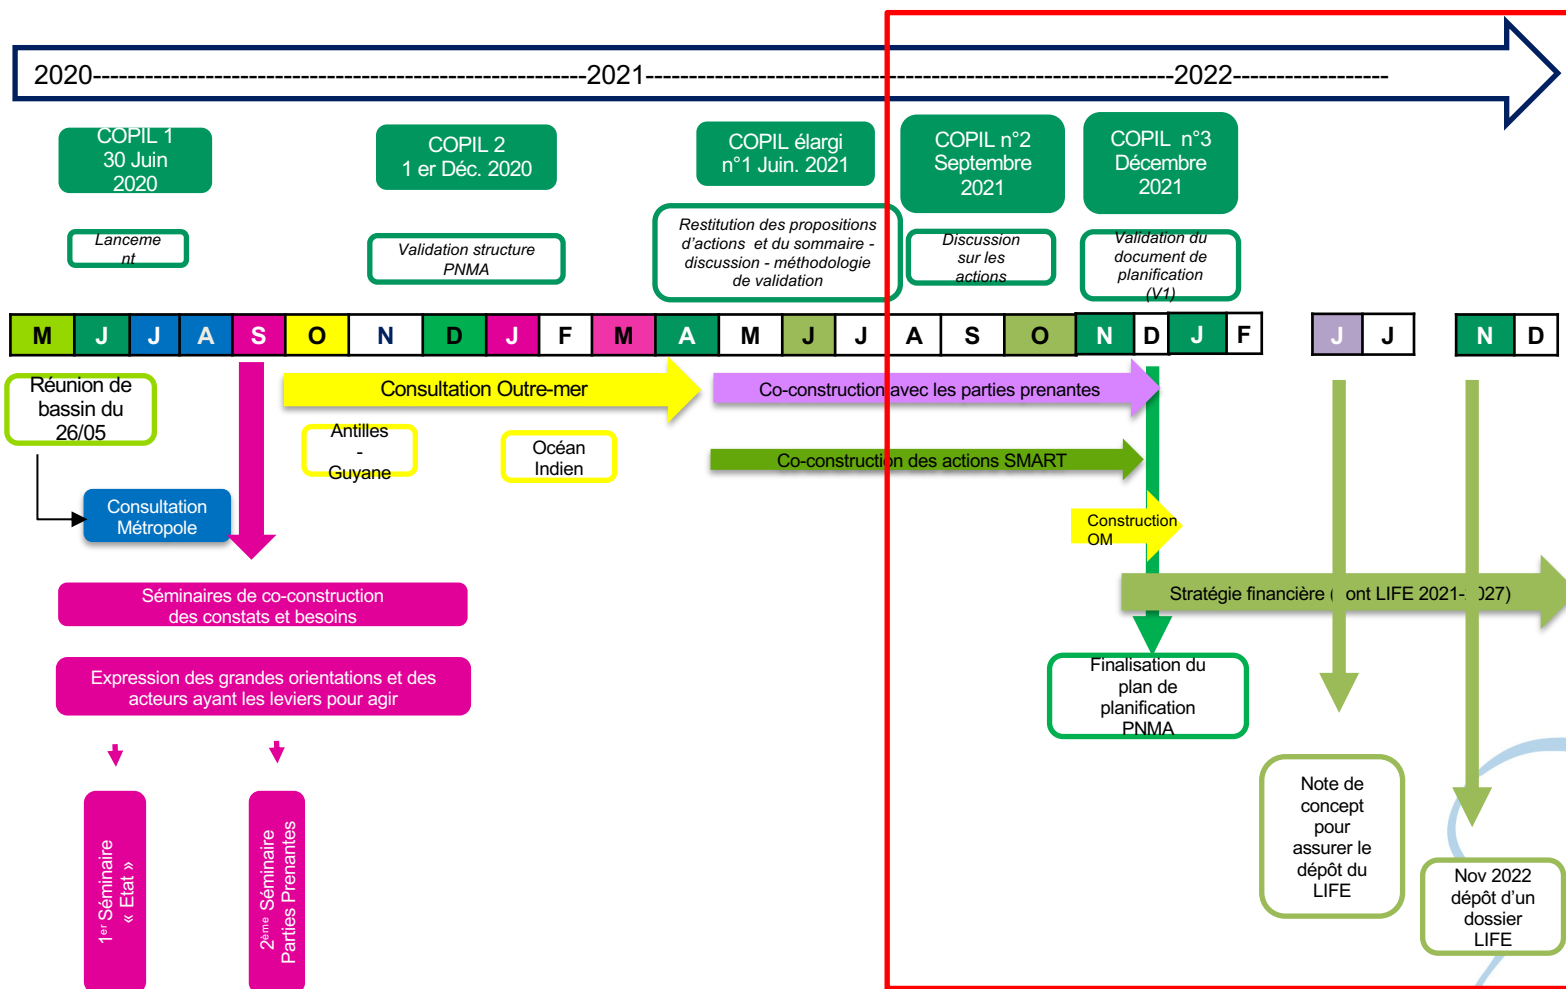 2020---------------------------------------------------------2021-------------------------------------------------------------2022------------------
COPIL 1
30 Juin
2020
COPIL 2
1 er Déc. 2020
COPIL élargi
n°1 Juin. 2021
COPIL n°2
Septembre
2021
COPIL n°3
Décembre
2021
Lanceme
nt
Validation structure
PNMA
Restitution des propositions
d'actions et du sommaire -
discussion - méthodologie
de validation
Discussion
sur les
actions
Validation du
document de
planification
(V1)
M J J A S O N D J F M A M J J A S O N D J F J J N D
Réunion de
bassin du
26/05
Consultation Outre-mer
Co-construction avec les parties prenantes
Antilles
-
Guyane
Océan
Indien
Co-construction des actions SMART
Consultation
Métropole
Construction
OM
Séminaires de co-construction
des constats et besoins
Stratégie financière ( ont LIFE 2021- 027)
Expression des grandes orientations et des
acteurs ayant les leviers pour agir
Finalisation du
plan de
planification
PNMA
1er Séminaire
« Etat »
2ème Séminaire
Parties Prenantes
Note de
concept
pour
assurer le
dépôt du
LIFE
Nov 2022
dépôt d'un
dossier
LIFE